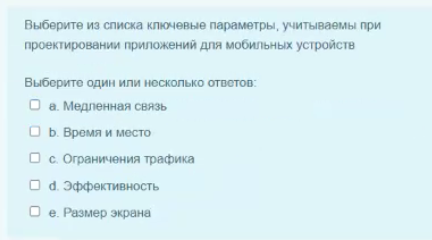 Выберите из списка ключевые параметры, учитываемы при
проектировании приложений для мобильных устройств
Выберите один или несколько ответов:
a. Медленная связь
b. Время и место
c. Ограничения трафика
d. Эффективность
e. Размер экрана